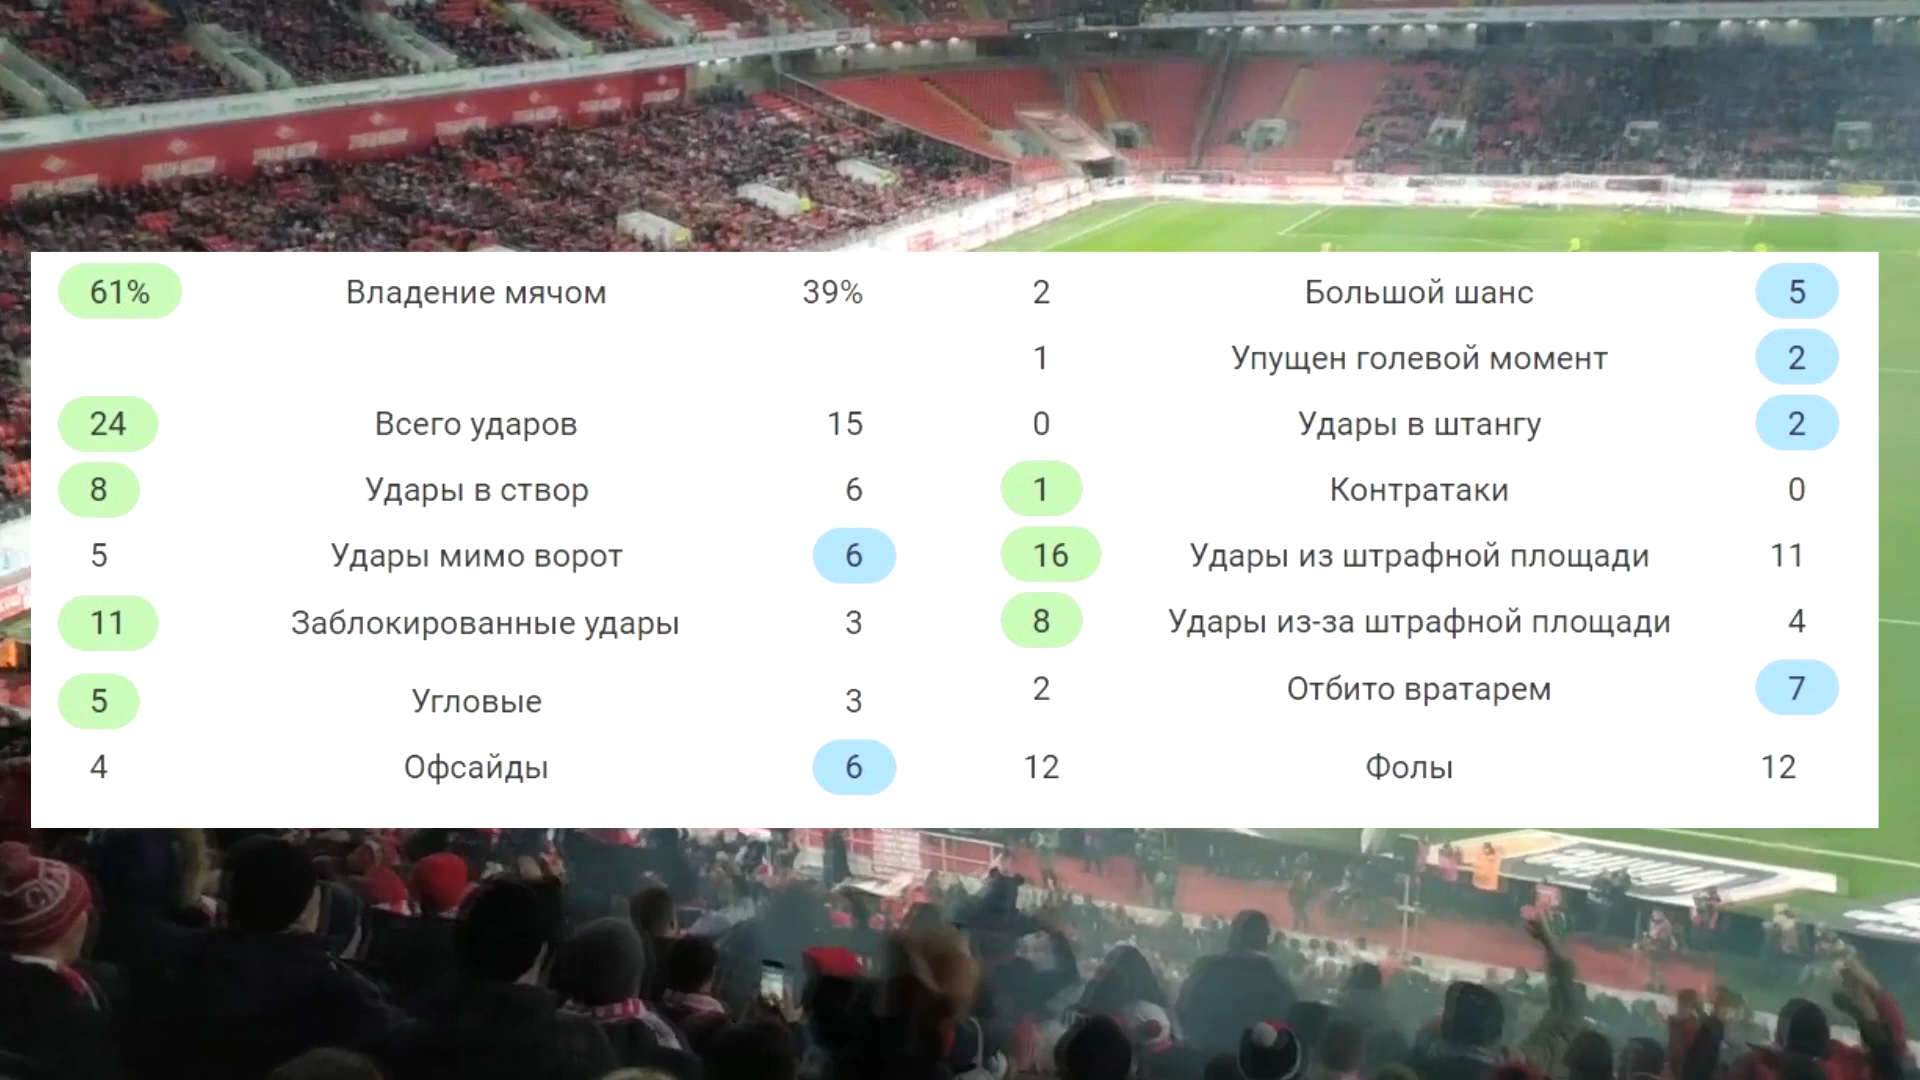 61% Владение мячом 39%
24 Всего ударов 15
8 Удары в створ 6
5 Удары мимо ворот 6
11 Заблокированные удары 3
5 Угловые 3
4 Офсайды 6
2 Большой шанс 5
1 Упущен голевой момент 2
0 Удары в штангу 2
1 Контратаки 0
16 Удары из штрафной площади 11
8 Удары из-за штрафной площади 4
2 Отбито вратарем 7
12 Фолы 12